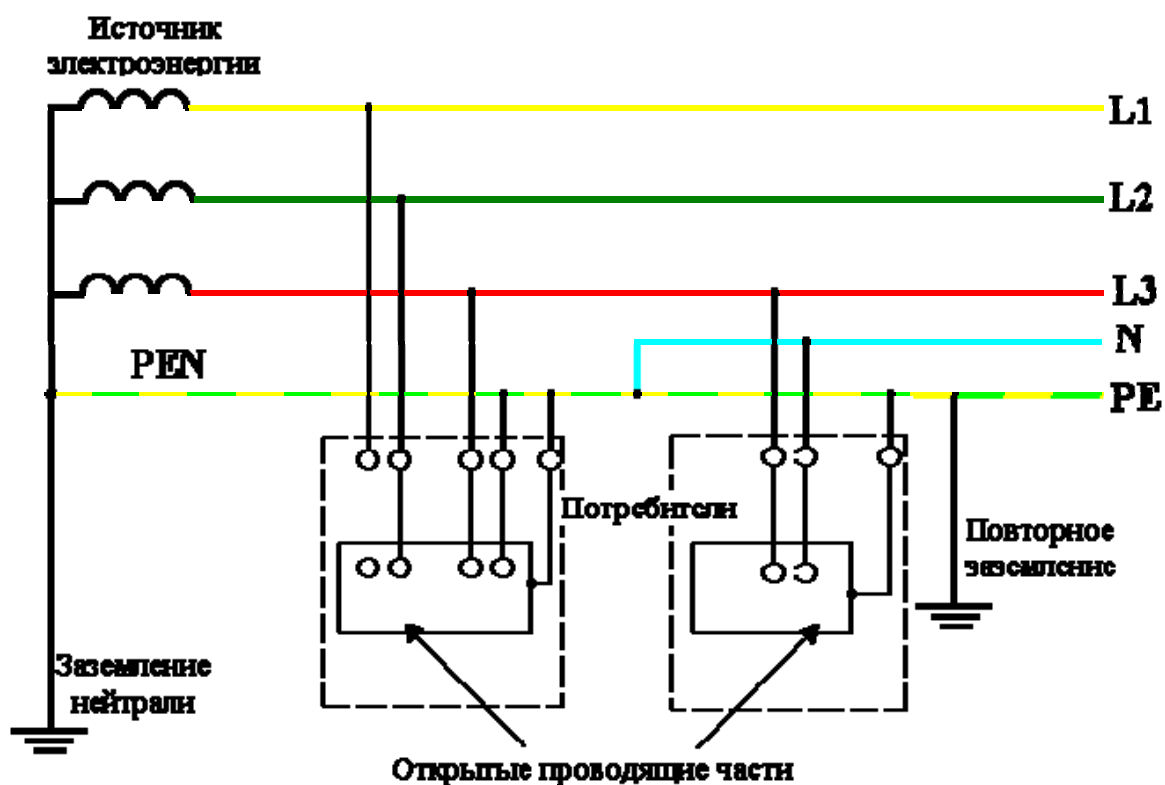 Источник
электроэнергии
L1
L2
L3
N
PEN
PE
Потребители
Повторное
заземление
Заземление
нейтрали
Открытые проводящие части